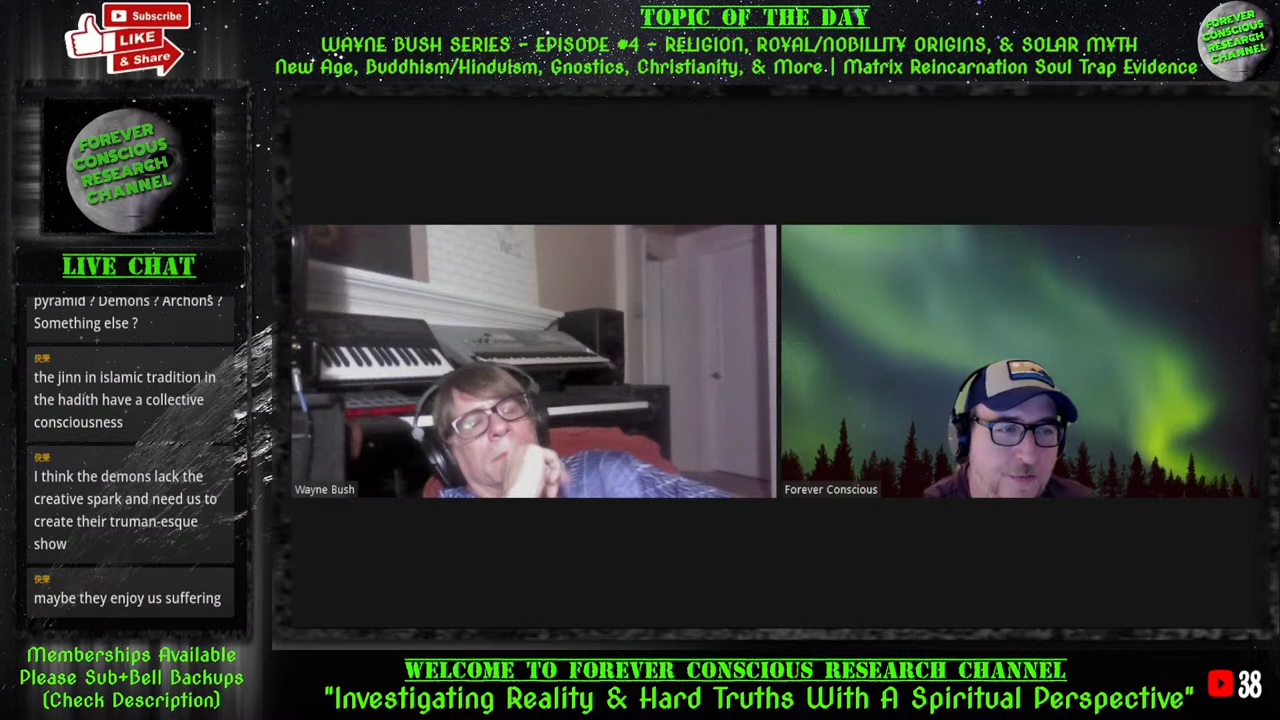 Subscribe
LIKE
& Share
TOPIC OF THE DAY
WAYNE BUSH SERIES - EPISODE #4 - RELIGION, ROYAL/NOBILLITY ORIGINS, & SOLAR MYTH
New Age, Buddhism/Hinduism, Gnostics, Christianity, & More | Matrix Reincarnation Soul Trap Evidence
FOREVER
CONSCIOUS
RESEARCH
CHANNEL
FOREVER
CONSCIOUS
RESEARCH
CHANNEL
LIVE CHAT
pyramid ? Demons ? Archons ?
Something else ?
the jinn in islamic tradition in
the hadith have a collective
consciousness
I think the demons lack the
creative spark and need us to
create their truman-esque
show
maybe they enjoy us suffering
Wayne Bush
Forever Conscious
Memberships Available
Please Sub+Bell Backups
(Check Description)
WELCOME TO FOREVER CONSCIOUS RESEARCH CHANNEL
"Investigating Reality & Hard Truths With A Spiritual Perspective"
38